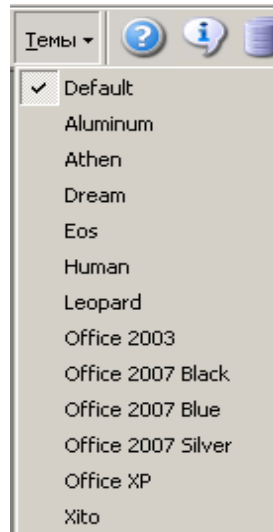 Темы
Default
Aluminum
Athen
Dream
Eos
Human
Leopard
Office 2003
Office 2007 Black
Office 2007 Blue
Office 2007 Silver
Office XP
Xito